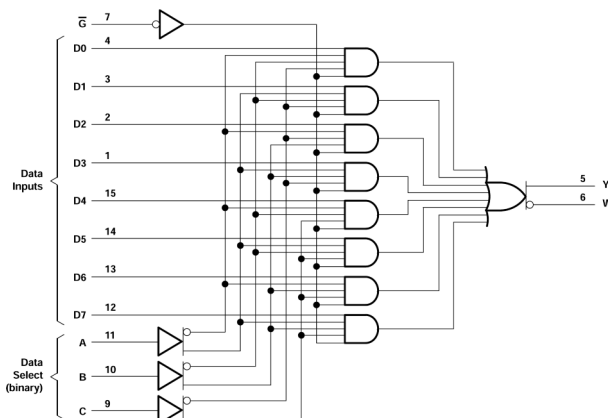 G̅ 7
D0 4
D1 3
D2 2
D3 1
D4 15
D5 14
D6 13
D7 12
Data
Inputs
5 Y
6 W
A 11
B 10
C 9
Data
Select
(binary)